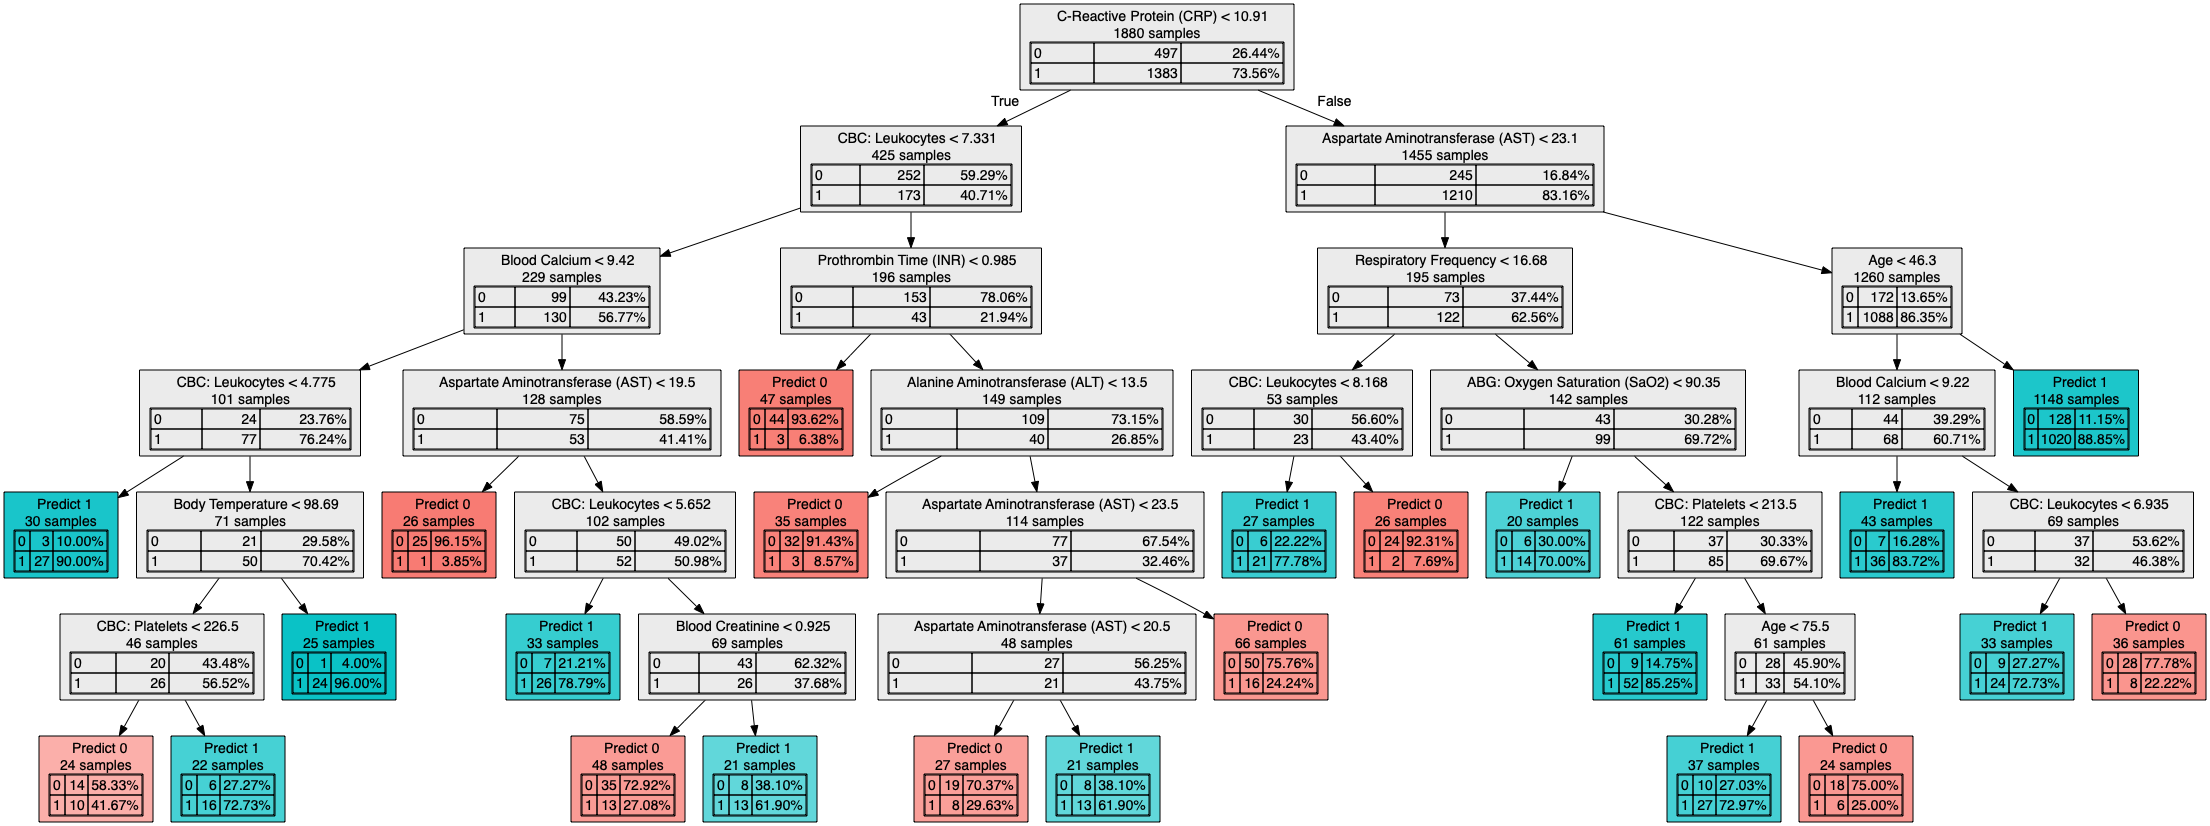 C-Reactive Protein (CRP) < 10.91
1880 samples
0 497 26.44%
1 1383 73.56%
True
False
CBC: Leukocytes < 7.331
425 samples
0 252 59.29%
1 173 40.71%
Aspartate Aminotransferase (AST) < 23.1
1455 samples
0 245 16.84%
1 1210 83.16%
Blood Calcium < 9.42
229 samples
0 99 43.23%
1 130 56.77%
Prothrombin Time (INR) < 0.985
196 samples
0 153 78.06%
1 43 21.94%
Respiratory Frequency < 16.68
195 samples
0 73 37.44%
1 122 62.56%
Age < 46.3
1260 samples
0 172 13.65%
1 1088 86.35%
CBC: Leukocytes < 4.775
101 samples
0 24 23.76%
1 77 76.24%
Aspartate Aminotransferase (AST) < 19.5
128 samples
0 75 58.59%
1 53 41.41%
Predict 0
47 samples
0 44 93.62%
1 3 6.38%
Alanine Aminotransferase (ALT) < 13.5
149 samples
0 109 73.15%
1 40 26.85%
CBC: Leukocytes < 8.168
53 samples
0 30 56.60%
1 23 43.40%
ABG: Oxygen Saturation (SaO2) < 90.35
142 samples
0 43 30.28%
1 99 69.72%
Blood Calcium < 9.22
112 samples
0 44 39.29%
1 68 60.71%
Predict 1
1148 samples
0 128 11.15%
1 1020 88.85%
Predict 1
30 samples
0 3 10.00%
1 27 90.00%
Body Temperature < 98.69
71 samples
0 21 29.58%
1 50 70.42%
Predict 0
26 samples
0 25 96.15%
1 1 3.85%
CBC: Leukocytes < 5.652
102 samples
0 50 49.02%
1 52 50.98%
Predict 0
35 samples
0 32 91.43%
1 3 8.57%
Aspartate Aminotransferase (AST) < 23.5
114 samples
0 77 67.54%
1 37 32.46%
Predict 1
27 samples
0 6 22.22%
1 21 77.78%
Predict 0
26 samples
0 24 92.31%
1 2 7.69%
Predict 1
20 samples
0 6 30.00%
1 14 70.00%
CBC: Platelets < 213.5
122 samples
0 37 30.33%
1 85 69.67%
Predict 1
43 samples
0 7 16.28%
1 36 83.72%
CBC: Leukocytes < 6.935
69 samples
0 37 53.62%
1 32 46.38%
CBC: Platelets < 226.5
46 samples
0 20 43.48%
1 26 56.52%
Predict 1
25 samples
0 1 4.00%
1 24 96.00%
Predict 1
33 samples
0 7 21.21%
1 26 78.79%
Blood Creatinine < 0.925
69 samples
0 43 62.32%
1 26 37.68%
Aspartate Aminotransferase (AST) < 20.5
48 samples
0 27 56.25%
1 21 43.75%
Predict 0
66 samples
0 50 75.76%
1 16 24.24%
Predict 1
61 samples
0 9 14.75%
1 52 85.25%
Age < 75.5
61 samples
0 28 45.90%
1 33 54.10%
Predict 1
33 samples
0 9 27.27%
1 24 72.73%
Predict 0
36 samples
0 28 77.78%
1 8 22.22%
Predict 0
24 samples
0 14 58.33%
1 10 41.67%
Predict 1
22 samples
0 6 27.27%
1 16 72.73%
Predict 0
48 samples
0 35 72.92%
1 13 27.08%
Predict 1
21 samples
0 8 38.10%
1 13 61.90%
Predict 0
27 samples
0 19 70.37%
1 8 29.63%
Predict 1
21 samples
0 8 38.10%
1 13 61.90%
Predict 1
37 samples
0 10 27.03%
1 27 72.97%
Predict 0
24 samples
0 18 75.00%
1 6 25.00%